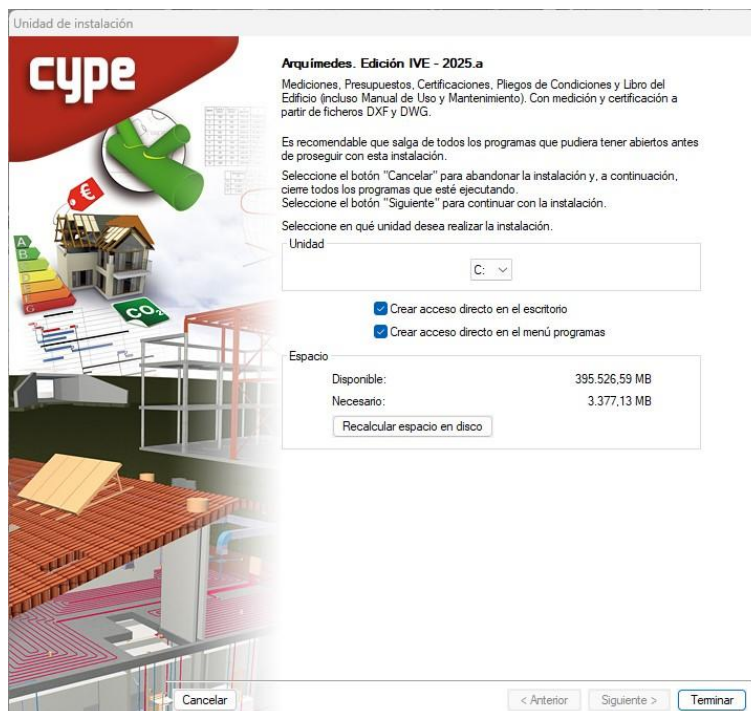 Unidad de instalación
cype
Arquímedes. Edición IVE - 2025.a
Mediciones, Presupuestos, Certificaciones, Pliegos de Condiciones y Libro del
Edificio (incluso Manual de Uso y Mantenimiento). Con medición y certificación a
partir de ficheros DXF y DWG.
Es recomendable que salga de todos los programas que pudiera tener abiertos antes
de proseguir con esta instalación.
Seleccione el botón "Cancelar" para abandonar la instalación y, a continuación,
cierre todos los programas que esté ejecutando.
Seleccione el botón "Siguiente" para continuar con la instalación.
Seleccione en qué unidad desea realizar la instalación.
Unidad
C:
Crear acceso directo en el escritorio
Crear acceso directo en el menú programas
Espacio
Disponible: 395.526,59 MB
Necesario: 3.377,13 MB
Recalcular espacio en disco
€
A
B
C
D
E
F
G
CO2
Cancelar
< Anterior
Siguiente >
Terminar